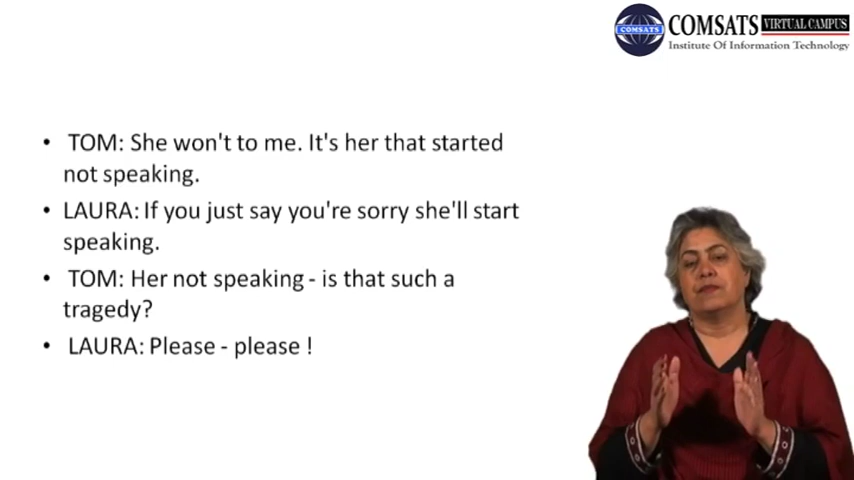 COMSATS
COMSATS VIRTUAL CAMPUS
Institute Of Information Technology
• TOM: She won't to me. It's her that started
not speaking.
• LAURA: If you just say you're sorry she'll start
speaking.
• TOM: Her not speaking - is that such a
tragedy?
• LAURA: Please - please !